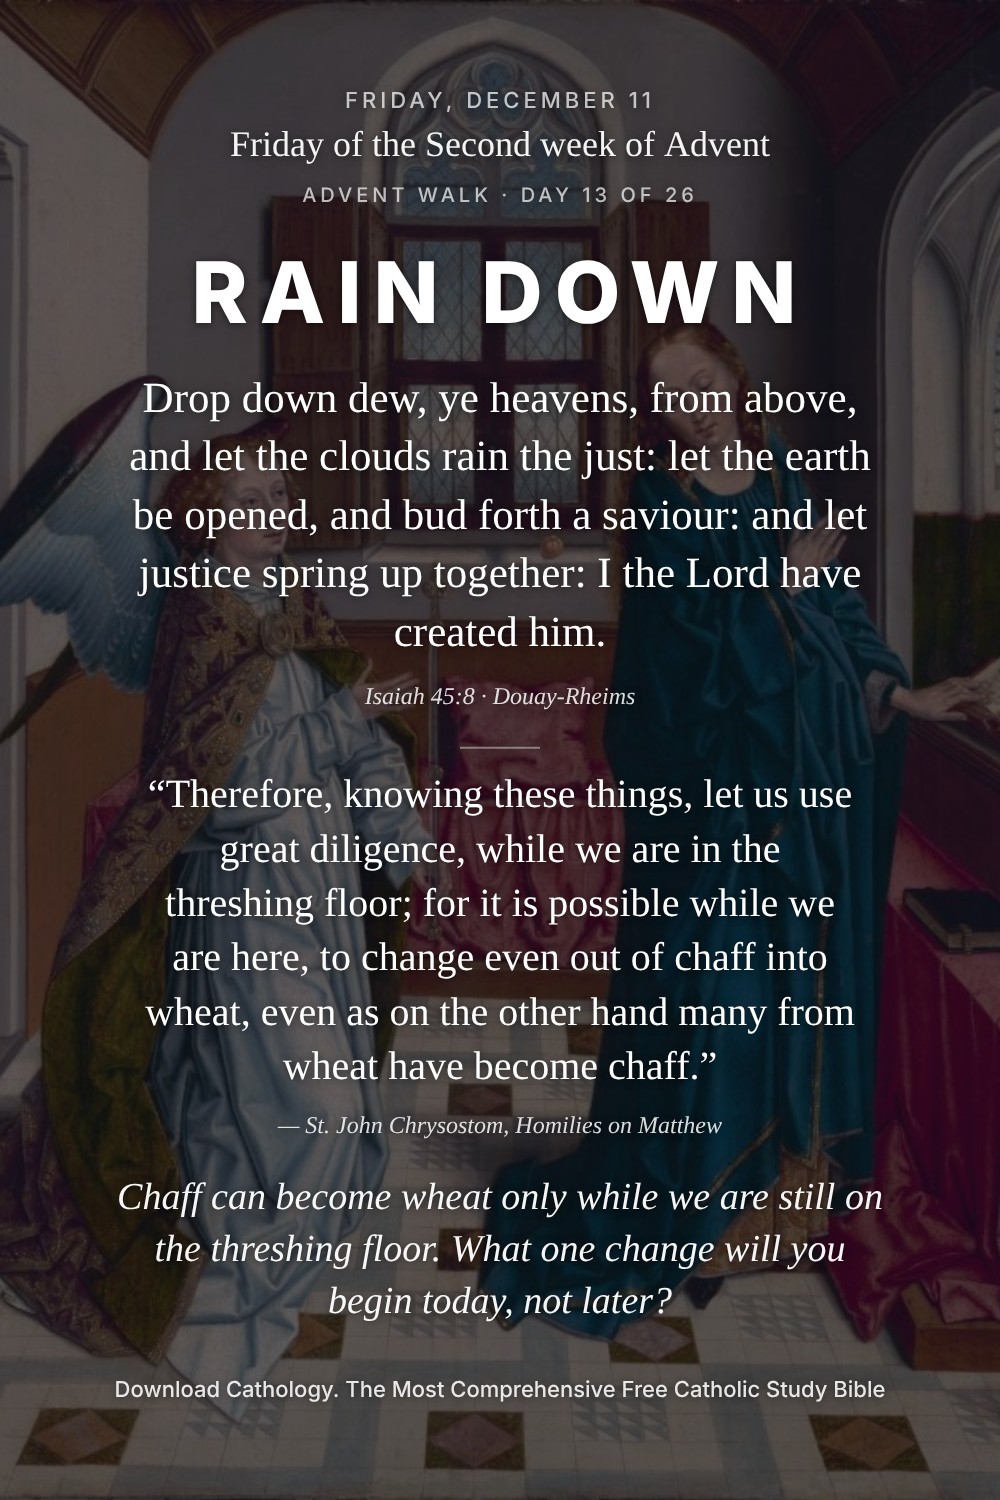 FRIDAY, DECEMBER 11
Friday of the Second week of Advent
ADVENT WALK · DAY 13 OF 26
RAIN DOWN
Drop down dew, ye heavens, from above,
and let the clouds rain the just: let the earth
be opened, and bud forth a saviour: and let
justice spring up together: I the Lord have
created him.
Isaiah 45:8 · Douay-Rheims
“Therefore, knowing these things, let us use
great diligence, while we are in the
threshing floor; for it is possible while we
are here, to change even out of chaff into
wheat, even as on the other hand many from
wheat have become chaff.”
— St. John Chrysostom, Homilies on Matthew
Chaff can become wheat only while we are still on
the threshing floor. What one change will you
begin today, not later?
Download Cathology. The Most Comprehensive Free Catholic Study Bible